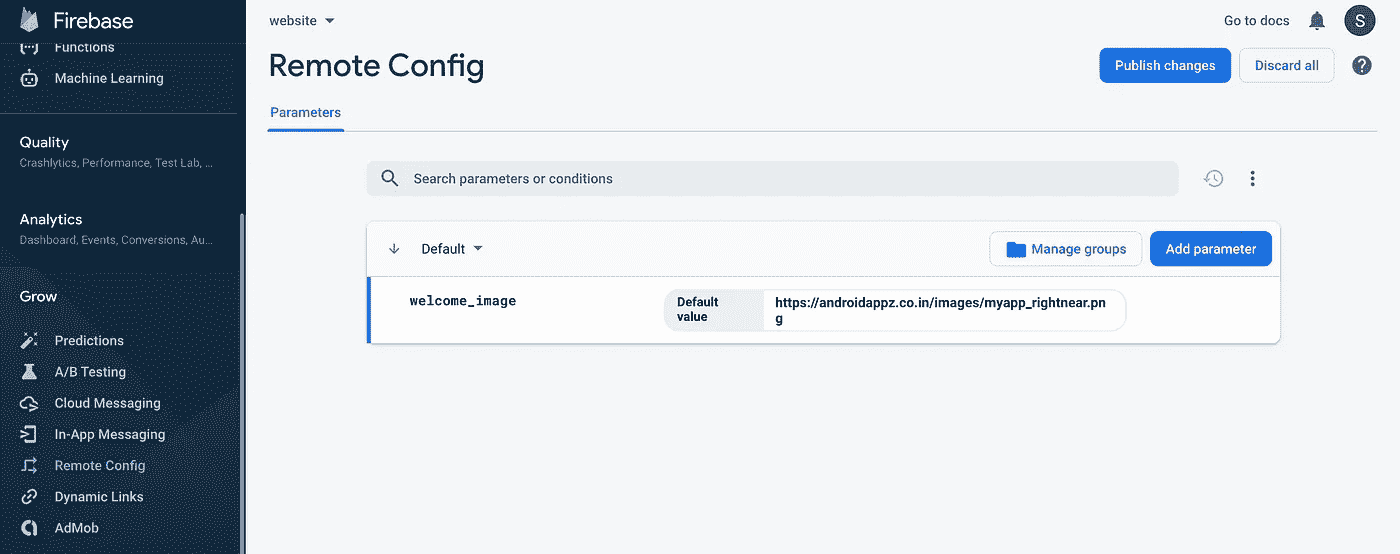 Firebase
Functions
Machine Learning
Quality
Crashlytics, Performance, Test Lab, ...
Analytics
Dashboard, Events, Conversions, Au...
Grow
Predictions
A/B Testing
Cloud Messaging
In-App Messaging
Remote Config
Dynamic Links
AdMob
website
Go to docs
S
Remote Config
Publish changes
Discard all
Parameters
Search parameters or conditions
Default
Manage groups
Add parameter
welcome_image
Default
value
https://androidappz.co.in/images/myapp_rightnear.pn
g